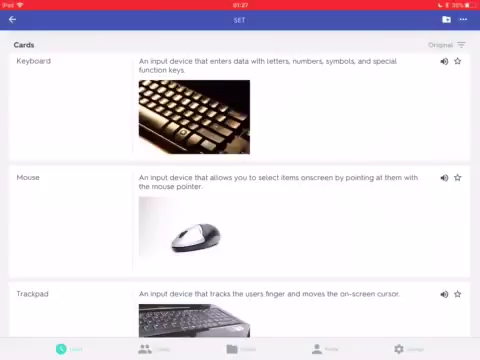 iPad
01:27
35%
SET
Cards
Original
Keyboard
An input device that enters data with letters, numbers, symbols, and special
function keys.
Mouse
An input device that allows you to select items onscreen by pointing at them with
the mouse pointer.
Trackpad
An input device that tracks the users finger and moves the on-screen cursor.